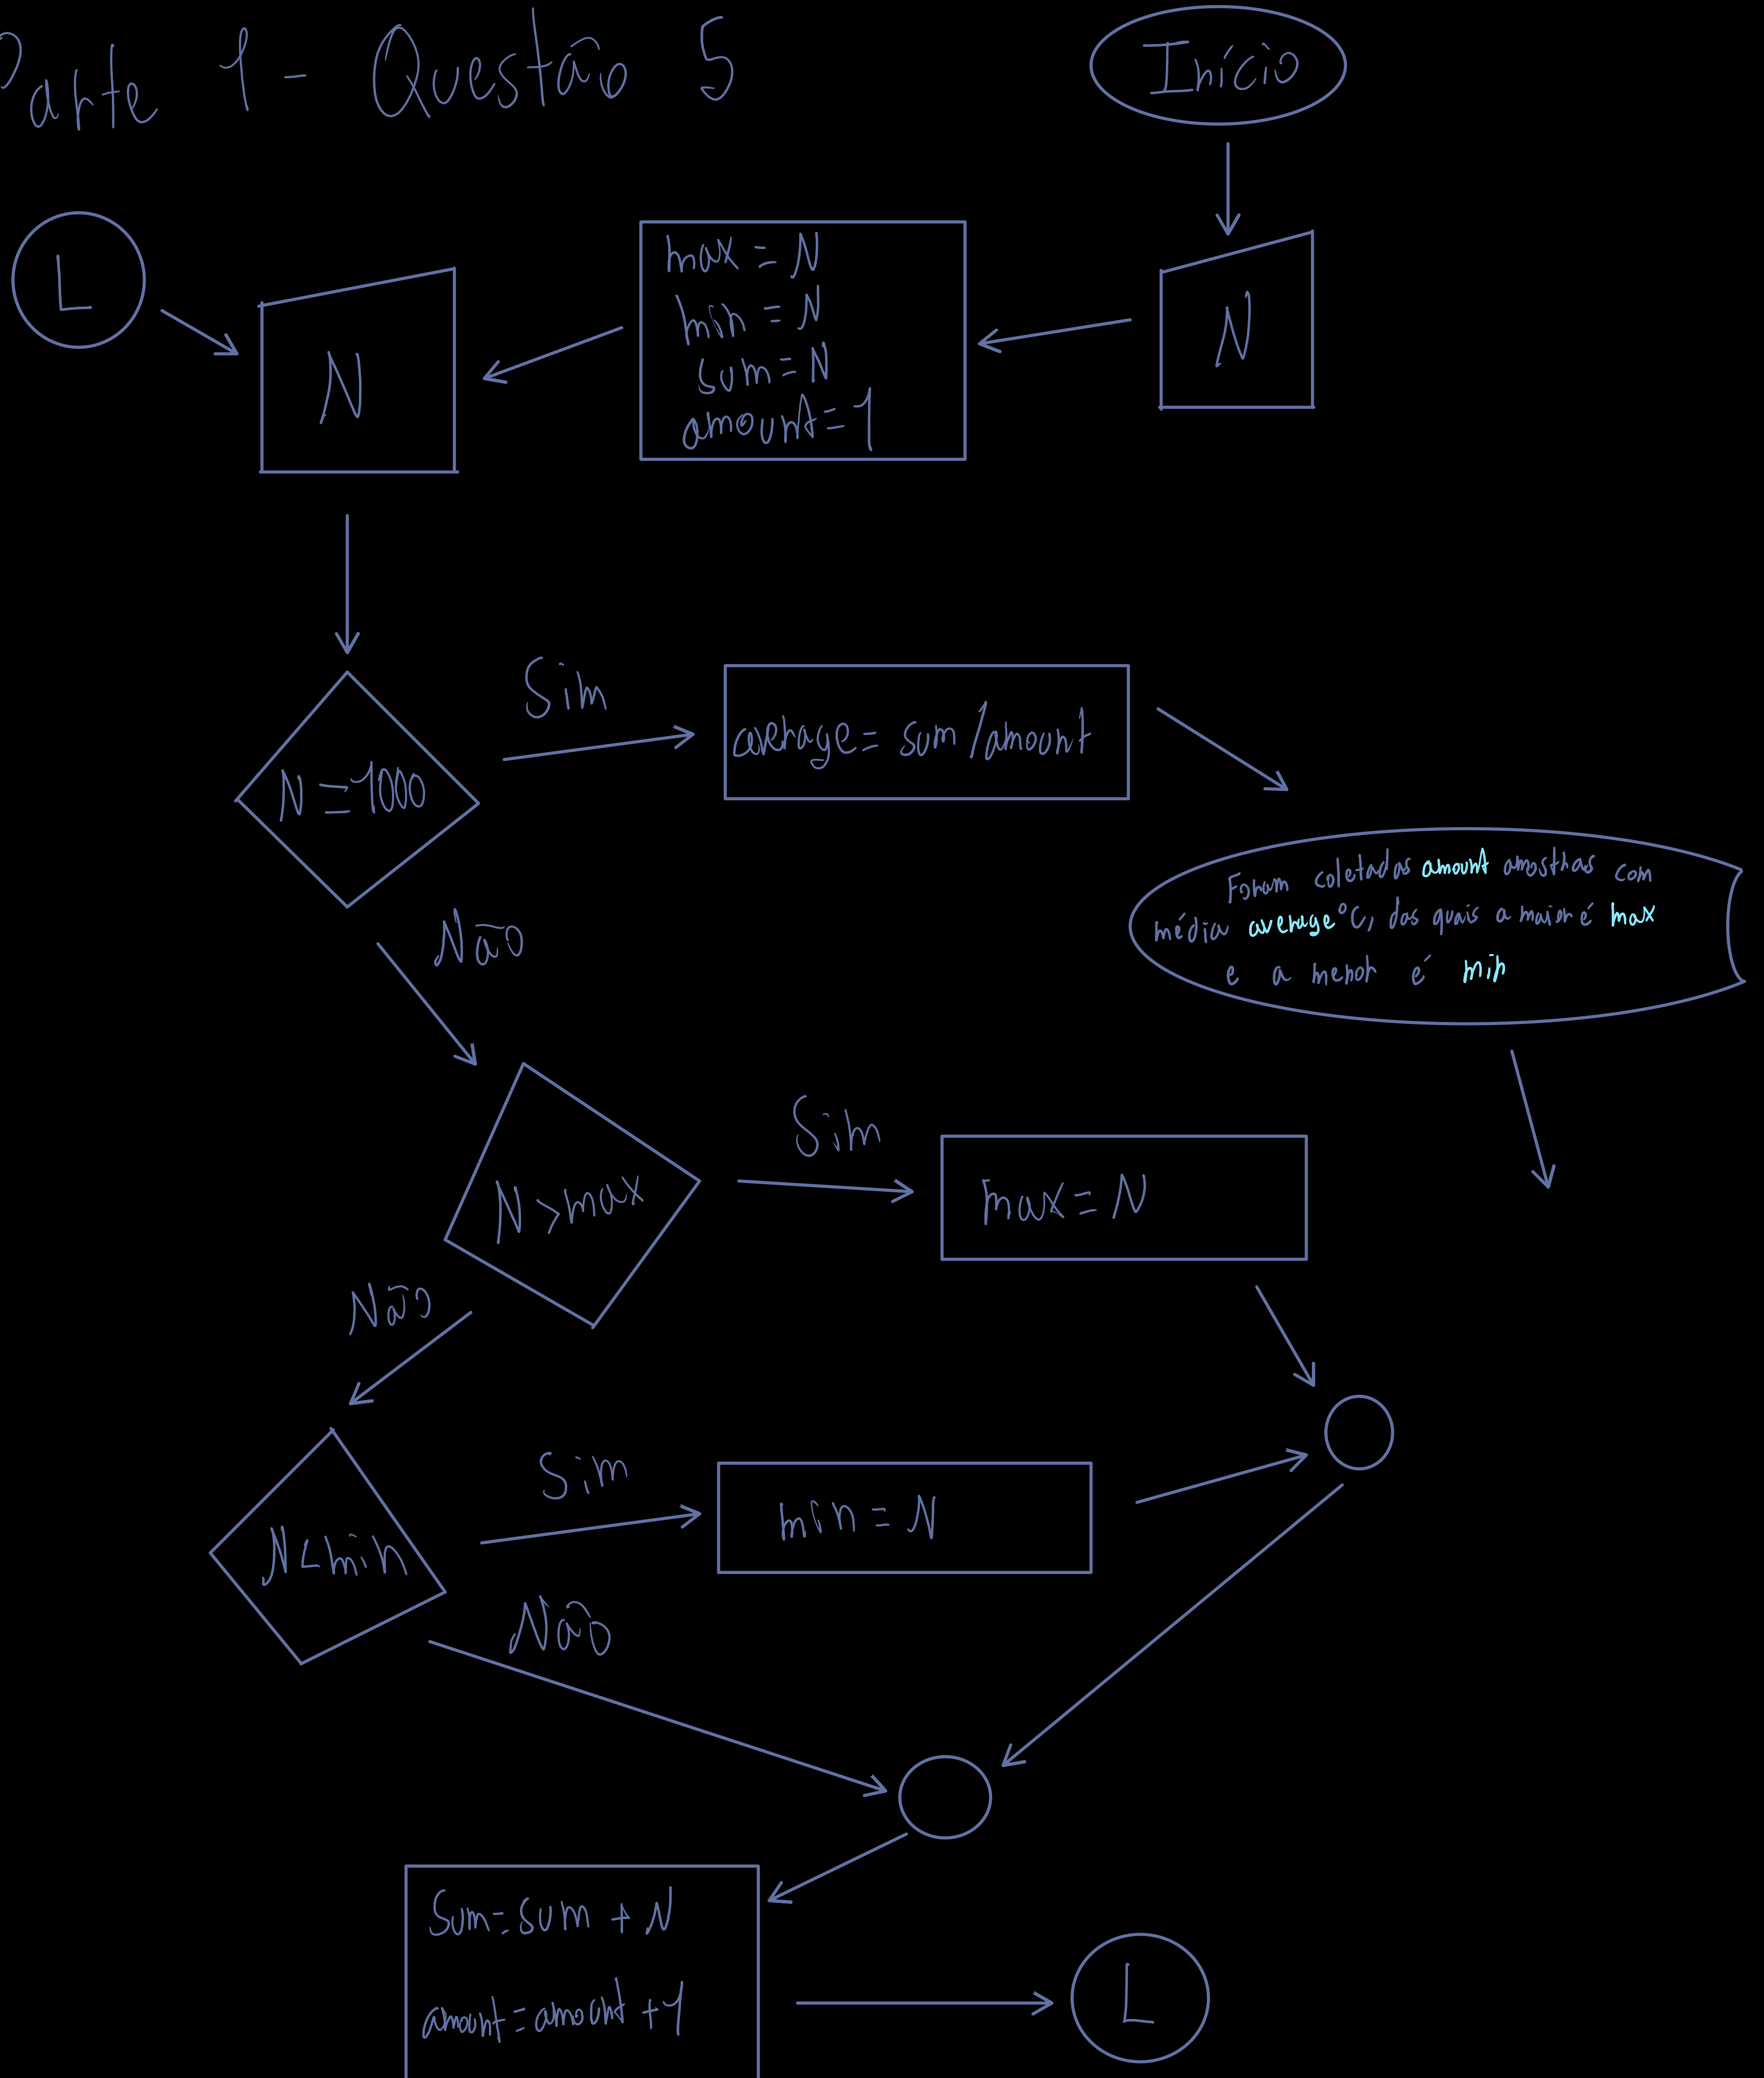 Parte 1 - Questão 5
Início
N
max = N
min = N
sum = N
amount = 1
L
N
N = 1000
Sim
average = sum / amount
Foram coletadas amount amostras com
média average °C, das quais a maior é max
e a menor é min
Não
N > max
Sim
max = N
Não
N < min
Sim
min = N
Não
Sum = sum + N
amount = amount + 1
L